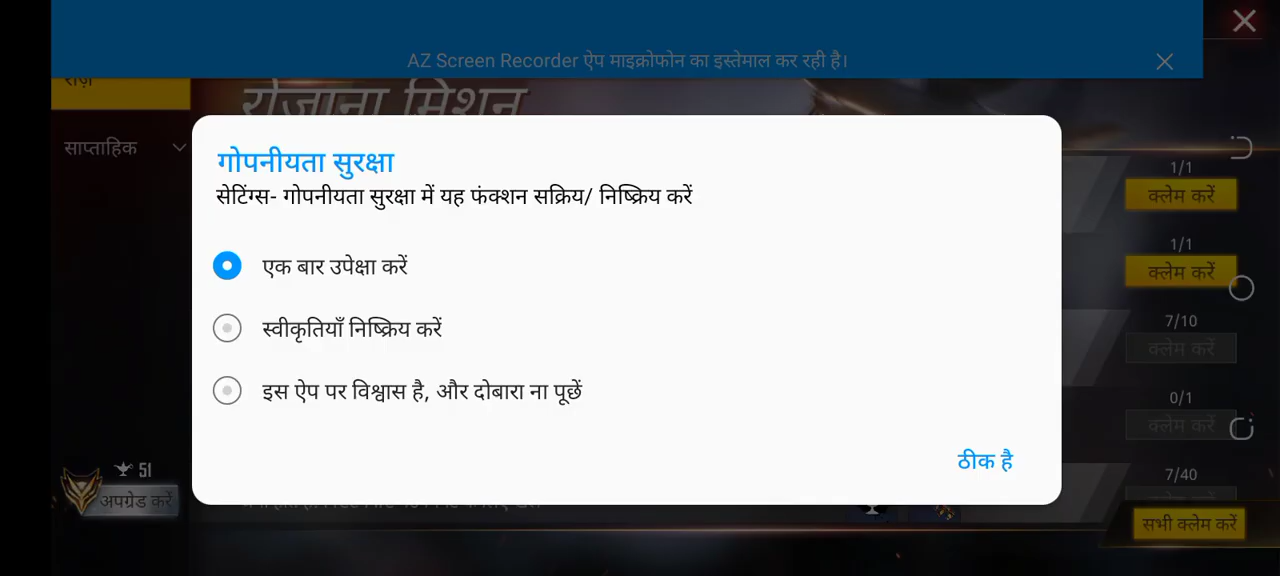 AZ Screen Recorder ऐप माइक्रोफोन का इस्तेमाल कर रही है।
रोज़
रोजाना मिशन
साप्ताहिक
गोपनीयता सुरक्षा
सेटिंग्स- गोपनीयता सुरक्षा में यह फंक्शन सक्रिय/ निष्क्रिय करें
एक बार उपेक्षा करें
स्वीकृतियाँ निष्क्रिय करें
इस ऐप पर विश्वास है, और दोबारा ना पूछें
ठीक है
1/1
क्लेम करें
1/1
क्लेम करें
7/10
क्लेम करें
0/1
क्लेम करें
7/40
सभी क्लेम करें
51
अपग्रेड करें